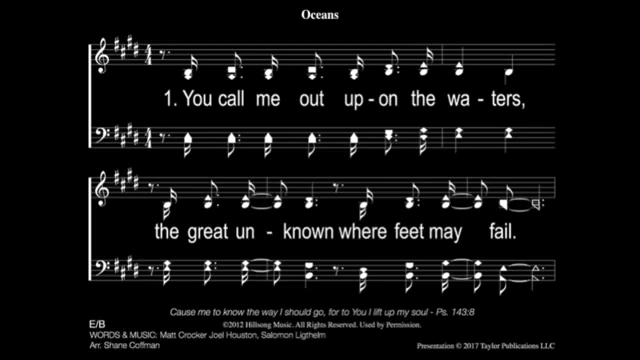 Oceans
1. You call me out up - on the wa - ters,
the great un - known where feet may fail.
Cause me to know the way I should go, for to You I lift up my soul - Ps. 143:8
©2012 Hillsong Music. All Rights Reserved. Used by Permission.
E/B
WORDS & MUSIC: Matt Crocker Joel Houston, Salomon Ligthelm
Arr. Shane Coffman
Presentation © 2017 Taylor Publications LLC